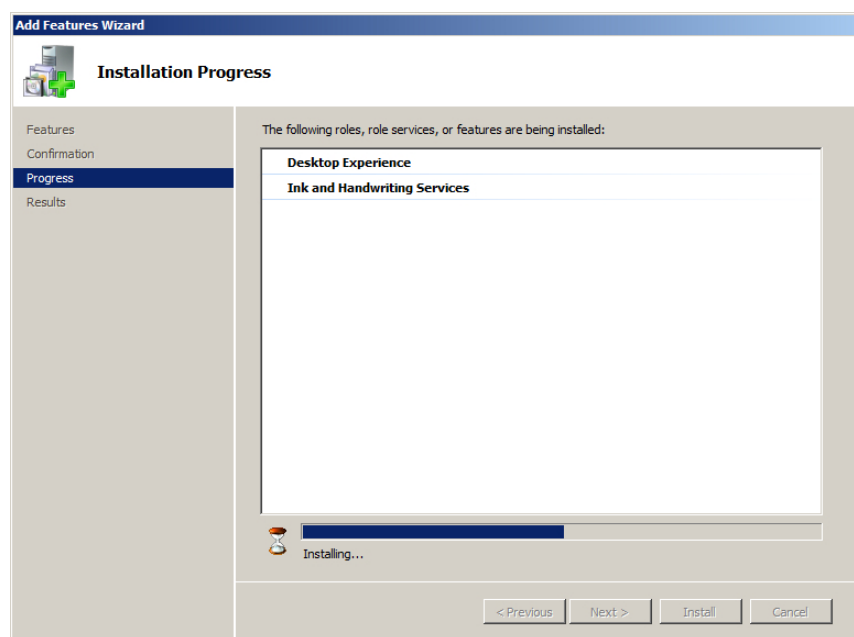 Add Features Wizard
Installation Progress
Features
Confirmation
Progress
Results
The following roles, role services, or features are being installed:
Desktop Experience
Ink and Handwriting Services
Installing...
< Previous
Next >
Install
Cancel